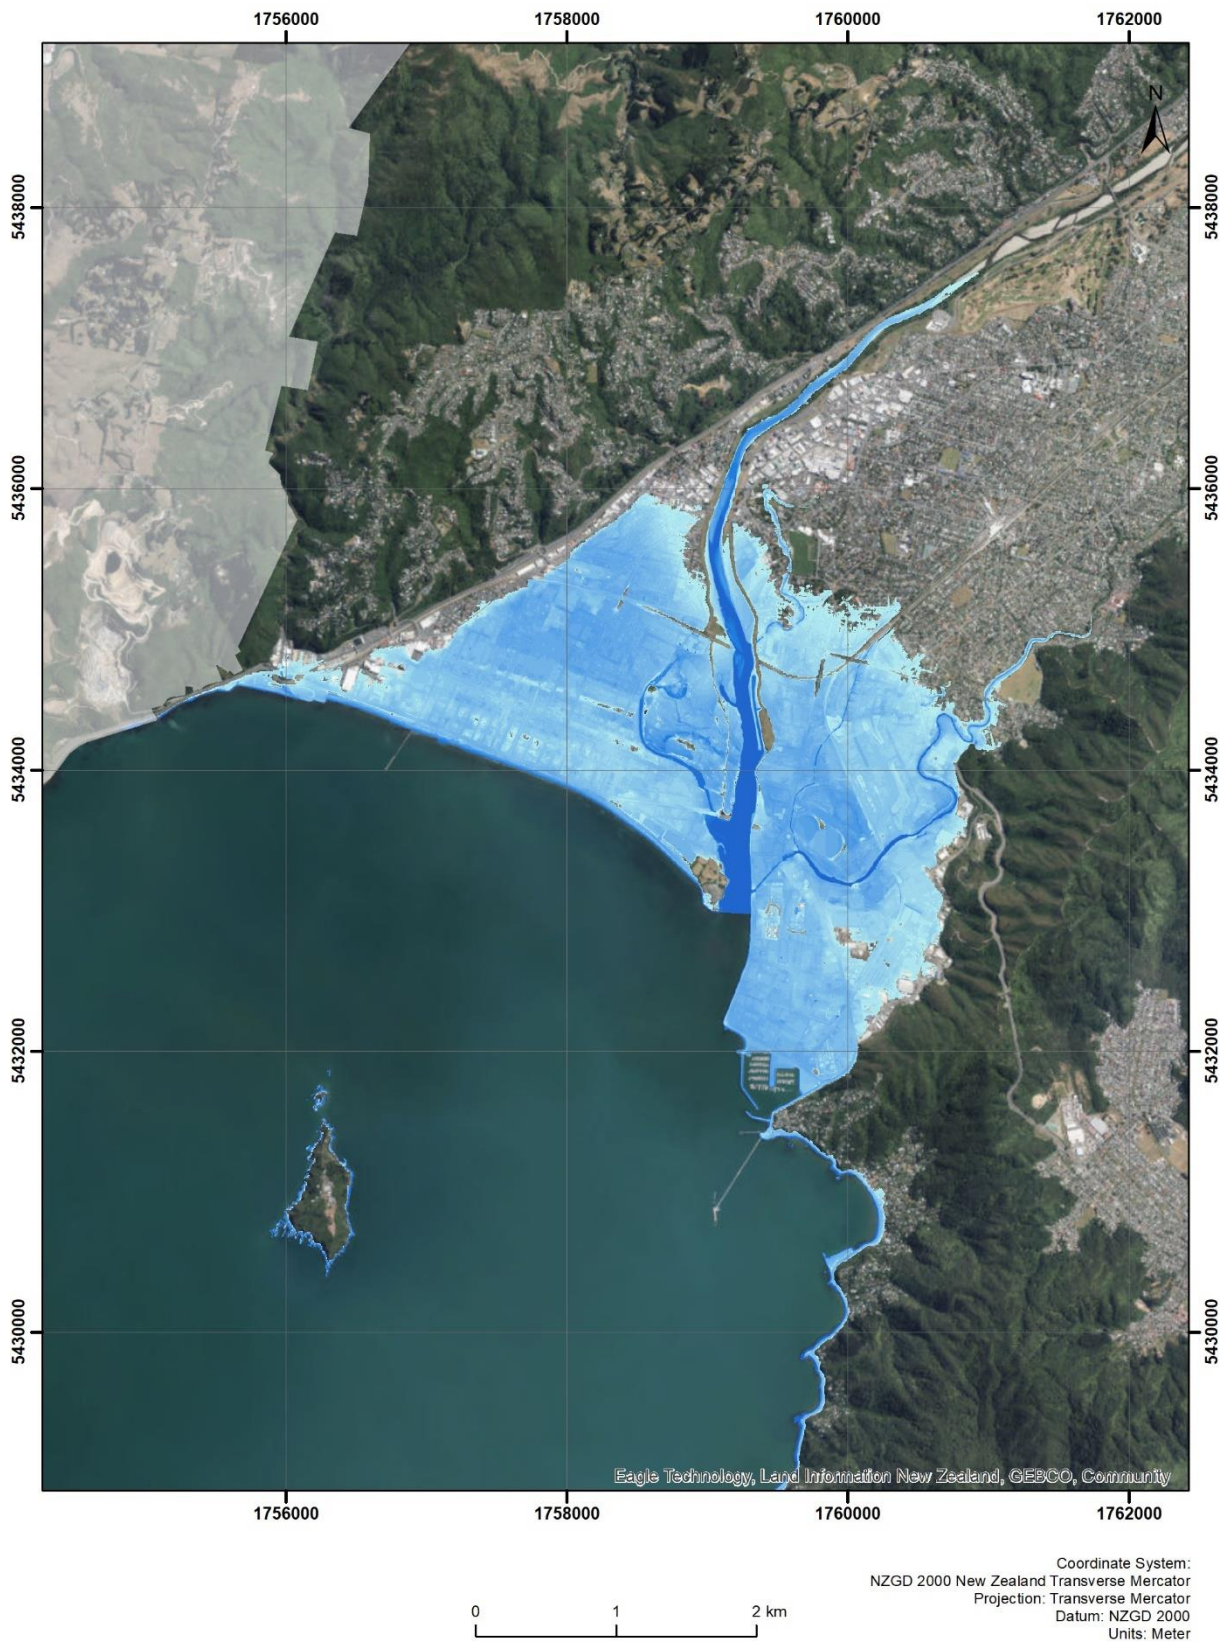 1756000 1758000 1760000 1762000
N
5438000 5438000
5436000 5436000
5434000 5434000
5432000 5432000
5430000 5430000
Eagle Technology, Land Information New Zealand, GEBCO, Community
1756000 1758000 1760000 1762000
Coordinate System:
NZGD 2000 New Zealand Transverse Mercator
Projection: Transverse Mercator
Datum: NZGD 2000
Units: Meter
0 1 2 km